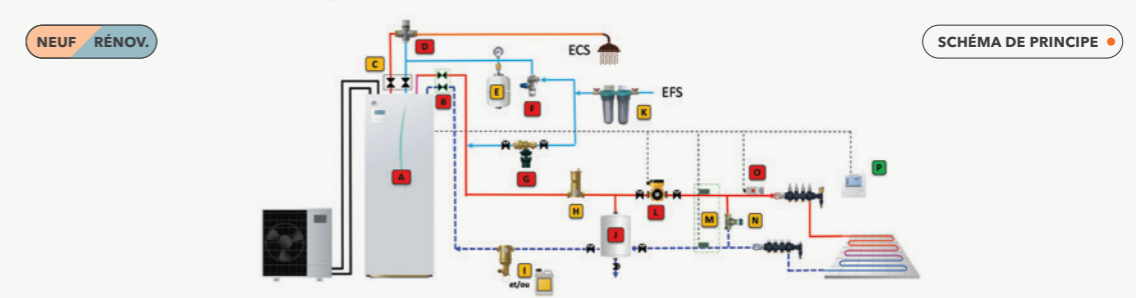 NEUF RÉNOV.
SCHÉMA DE PRINCIPE
D
ECS
C
B
E
F
EFS
K
G
A
O
P
H
L
M
N
J
I
et/ou